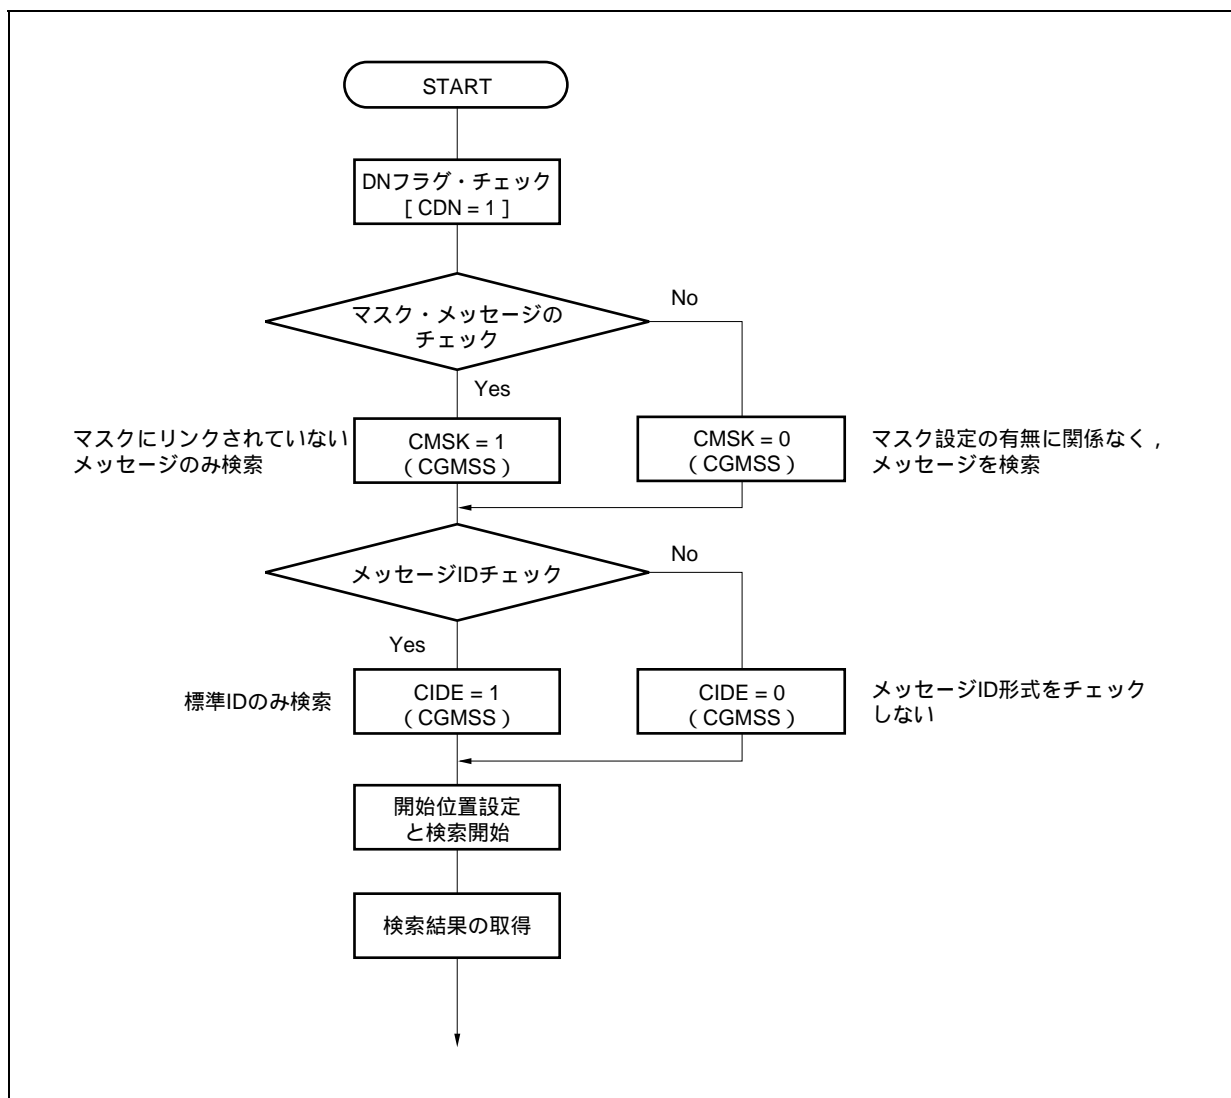 START
DNフラグ・チェック
[ CDN = 1 ]
マスク・メッセージの
チェック
No
Yes
マスクにリンクされていない
メッセージのみ検索
CMSK = 1
( CGMSS )
CMSK = 0
( CGMSS )
マスク設定の有無に関係なく,
メッセージを検索
メッセージIDチェック
No
Yes
標準IDのみ検索
CIDE = 1
( CGMSS )
CIDE = 0
( CGMSS )
メッセージID形式をチェック
しない
開始位置設定
と検索開始
検索結果の取得